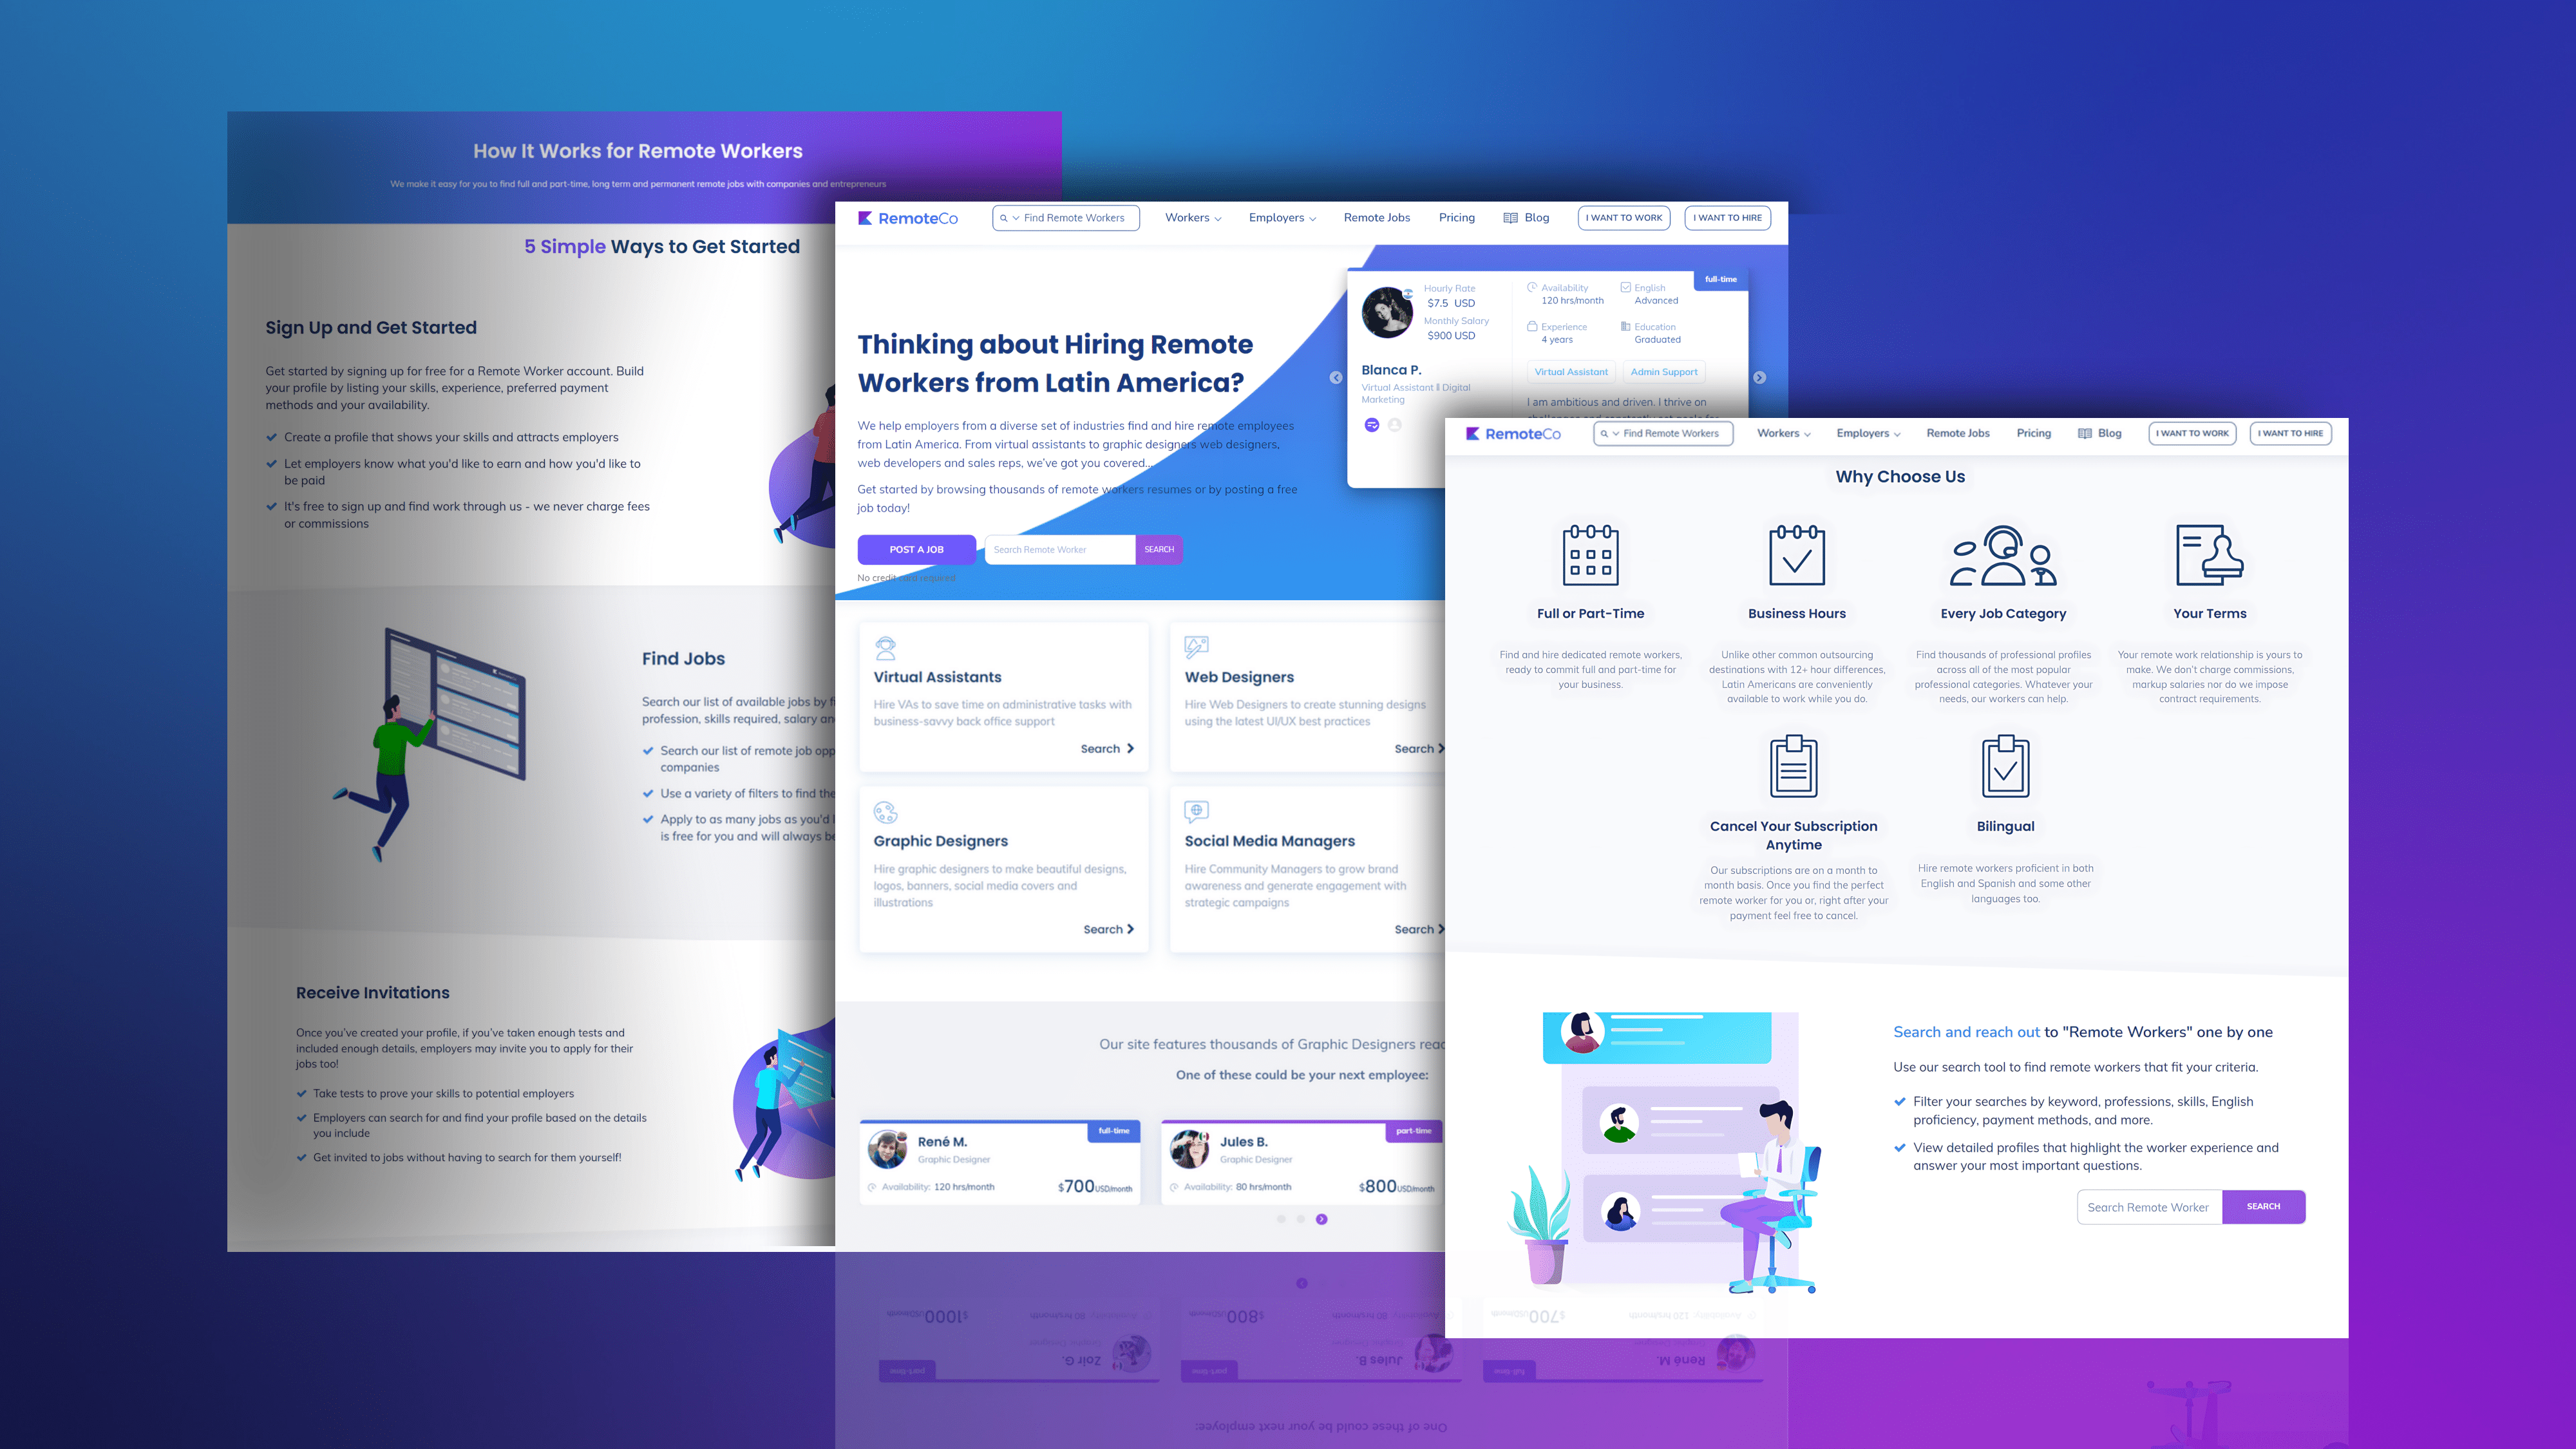 How It Works for Remote Workers
We make it easy for you to find full and part-time, long term and permanent remote jobs with companies and entrepreneurs
5 Simple Ways to Get Started
Sign Up and Get Started
Get started by signing up for free for a Remote Worker account. Build
your profile by listing your skills, experience, preferred payment
methods and your availability.
Create a profile that shows your skills and attracts employers
Let employers know what you'd like to earn and how you'd like to
be paid
It's free to sign up and find work through us - we never charge fees
or commissions
Find Jobs
Search our list of available jobs by
profession, skills required, salary
Search our list of remote job
companies
Use a variety of filters to find the
Apply to as many jobs as you'd
is free for you and will always
Receive Invitations
Once you've created your profile, if you've taken enough tests and
included enough details, employers may invite you to apply for their
jobs too!
Take tests to prove your skills to potential employers
Employers can search for and find your profile based on the details
you include
Get invited to jobs without having to search for them yourself!
RemoteCo
Find Remote Workers
Workers
Employers
Remote Jobs
Pricing
Blog
I WANT TO WORK
I WANT TO HIRE
Thinking about Hiring Remote
Workers from Latin America?
We help employers from a diverse set of industries find and hire remote employees
from Latin America. From virtual assistants to graphic designers web designers,
web developers and sales reps, we've got you covered...
Get started by browsing thousands of remote workers resumes or by posting a free
job today!
POST A JOB
Search Remote Worker
SEARCH
No credit card required
full-time
Hourly Rate
$7.5 USD
Monthly Salary
$900 USD
Availability
120 hrs/month
English
Advanced
Experience
4 years
Education
Graduated
Blanca P.
Virtual Assistant || Digital
Marketing
Virtual Assistant
Admin Support
I am ambitious and driven. I thrive on
Virtual Assistants
Hire VAs to save time on administrative tasks with
business-savvy back office support
Search
Web Designers
Hire Web Designers to create stunning designs
using the latest UI/UX best practices
Search
Graphic Designers
Hire graphic designers to make beautiful designs,
logos, banners, social media covers and
illustrations
Search
Social Media Managers
Hire Community Managers to grow brand
awareness and generate engagement with
strategic campaigns
Search
Our site features thousands of Graphic Designers
One of these could be your next employee:
full-time
René M.
Graphic Designer
Availability: 120 hrs/month
$700USD/month
part-time
Jules B.
Graphic Designer
Availability: 80 hrs/month
$800USD/month
$1000
80 hrs/month
Zoir G.
part-time
$800
80 hrs/month
Jules B.
part-time
$700
120 hrs/month
René M.
full-time
One of these could be your next employee:
RemoteCo
Find Remote Workers
Workers
Employers
Remote Jobs
Pricing
Blog
I WANT TO WORK
I WANT TO HIRE
Why Choose Us
Full or Part-Time
Find and hire dedicated remote workers,
ready to commit full and part-time for
your business.
Business Hours
Unlike other common outsourcing
destinations with 12+ hour differences,
Latin Americans are conveniently
available to work while you do.
Every Job Category
Find thousands of professional profiles
across all of the most popular
professional categories. Whatever your
needs, our workers can help.
Your Terms
Your remote work relationship is yours to
make. We don't charge commissions,
markup salaries nor do we impose
contract requirements.
Cancel Your Subscription
Anytime
Our subscriptions are on a month to
month basis. Once you find the perfect
remote worker for you or, right after your
payment feel free to cancel.
Bilingual
Hire remote workers proficient in both
English and Spanish and some other
languages too.
Search and reach out to "Remote Workers" one by one
Use our search tool to find remote workers that fit your criteria.
Filter your searches by keyword, professions, skills, English
proficiency, payment methods, and more.
View detailed profiles that highlight the worker experience and
answer your most important questions.
Search Remote Worker
SEARCH